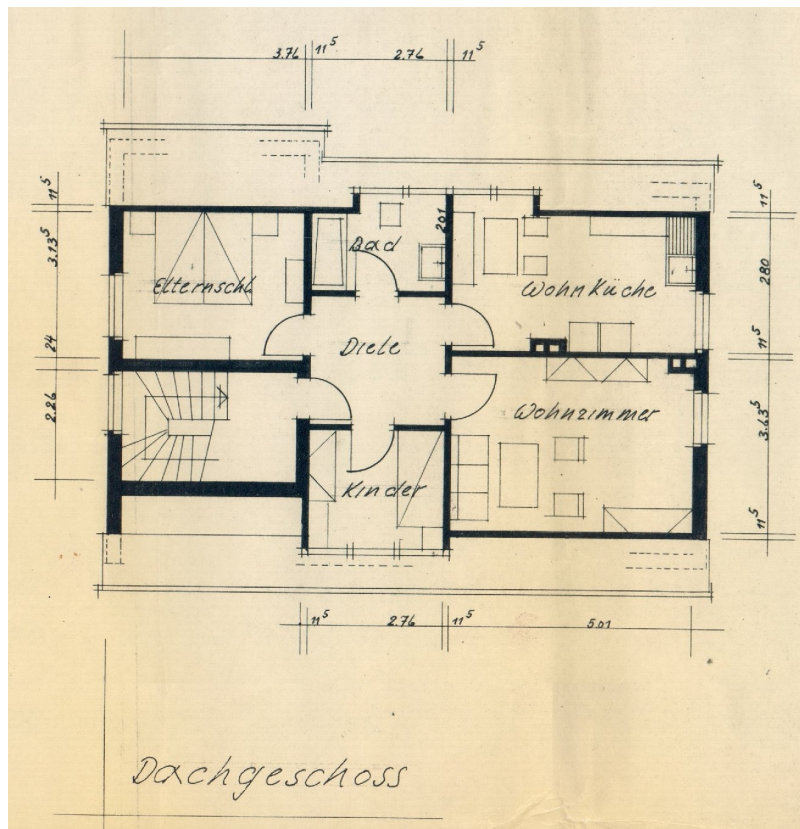 3.76 11⁵ 2.76 11⁵
11⁵ 3.13⁵ 24 2.26
Elternschl.
Bad
201
Wohnküche
Diele
Wohnzimmer
Kinder
11⁵ 280 11⁵ 3.63⁵ 11⁵
11⁵ 2.76 11⁵ 5.01
Dachgeschoss